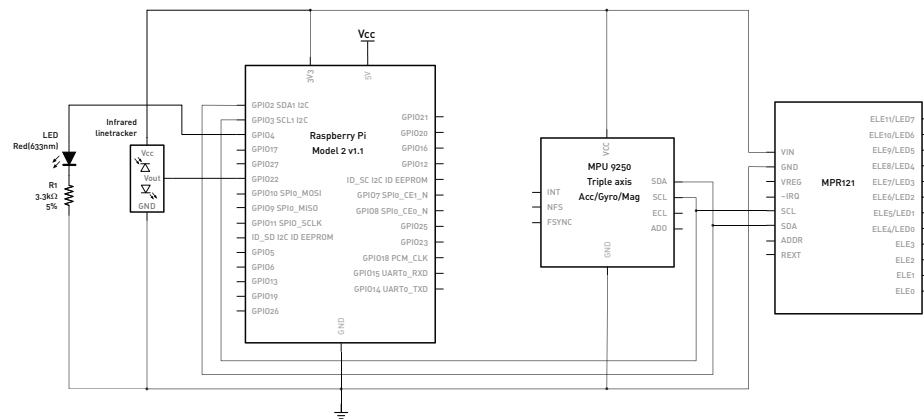 Vcc
3V3
5V
LED
Red(633nm)
R1
3.3kΩ
5%
Infrared
linetracker
Vcc
Vout
GND
GPIO2 SDA1 I2C
GPIO3 SCL1 I2C
GPIO4
GPIO17
GPIO27
GPIO22
GPIO10 SPI0_MOSI
GPIO9 SPI0_MISO
GPIO11 SPI0_SCLK
ID_SD I2C ID EEPROM
GPIO5
GPIO6
GPIO13
GPIO19
GPIO26
Raspberry Pi
Model 2 v1.1
GPIO21
GPIO20
GPIO16
GPIO12
ID_SC I2C ID EEPROM
GPIO7 SPI0_CE1_N
GPIO8 SPI0_CE0_N
GPIO25
GPIO23
GPIO18 PCM_CLK
GPIO15 UART0_RXD
GPIO14 UART0_TXD
GND
VCC
MPU 9250
Triple axis
Acc/Gyro/Mag
INT
NFS
FSYNC
SDA
SCL
ECL
ADO
GND
VIN
GND
VREG
~IRQ
SCL
SDA
ADDR
REXT
MPR121
ELE11/LED7
ELE10/LED6
ELE9/LED5
ELE8/LED4
ELE7/LED3
ELE6/LED2
ELE5/LED1
ELE4/LED0
ELE3
ELE2
ELE1
ELE0